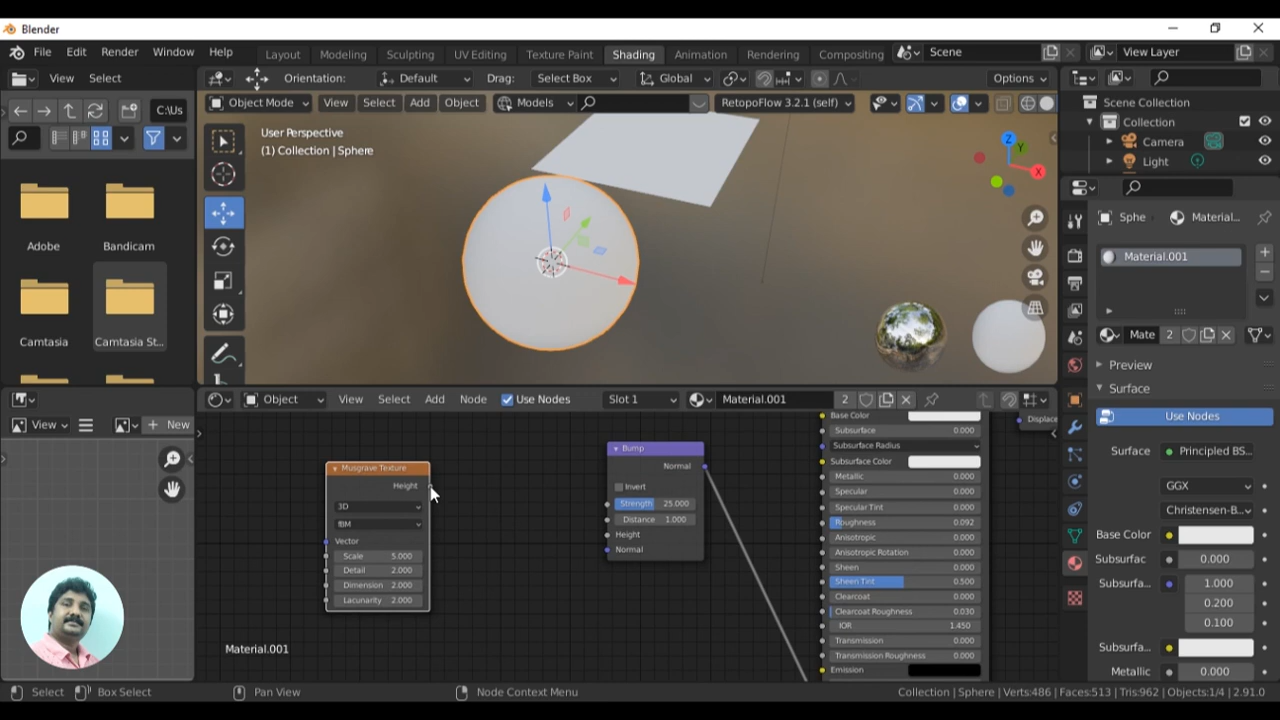 Blender
File Edit Render Window Help
Layout Modeling Sculpting UV Editing Texture Paint Shading Animation Rendering Compositing
Scene
View Layer
View Select
Orientation: Default Drag: Select Box Global Options
C:\Us
Object Mode View Select Add Object Models RetopoFlow 3.2.1 (self)
User Perspective
(1) Collection | Sphere
Z
Y
X
Adobe
Bandicam
Camtasia
Camtasia St...
Scene Collection
Collection
Camera
Light
Sphe
Material...
Material.001
Mate 2
Preview
Surface
Use Nodes
Surface Principled BS...
GGX
Christensen-B...
Base Color
Subsurfac 0.000
Subsurfa... 1.000
0.200
0.100
Subsurfa...
Metallic 0.000
View New
Object View Select Add Node Use Nodes Slot 1 Material.001 2
Musgrave Texture
Height
3D
fBM
Vector
Scale 5.000
Detail 2.000
Dimension 2.000
Lacunarity 2.000
Bump
Normal
Invert
Strength 25.000
Distance 1.000
Height
Normal
Base Color
Subsurface 0.000
Subsurface Radius
Subsurface Color
Metallic 0.000
Specular 0.000
Specular Tint 0.000
Roughness 0.092
Anisotropic 0.000
Anisotropic Rotation 0.000
Sheen 0.000
Sheen Tint 0.500
Clearcoat 0.000
Clearcoat Roughness 0.030
IOR 1.450
Transmission 0.000
Transmission Roughness 0.000
Emission
Displace
Material.001
Select Box Select Pan View Node Context Menu
Collection | Sphere | Verts:486 | Faces:513 | Tris:962 | Objects:1/4 | 2.91.0